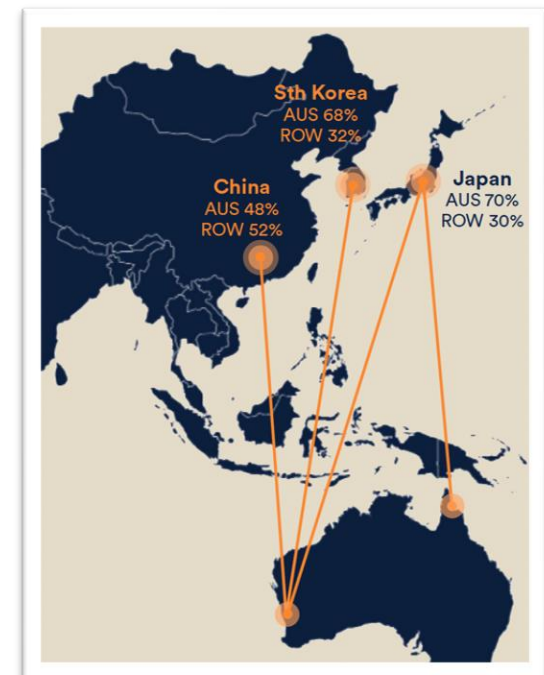 Sth Korea
AUS 68%
ROW 32%
China
AUS 48%
ROW 52%
Japan
AUS 70%
ROW 30%